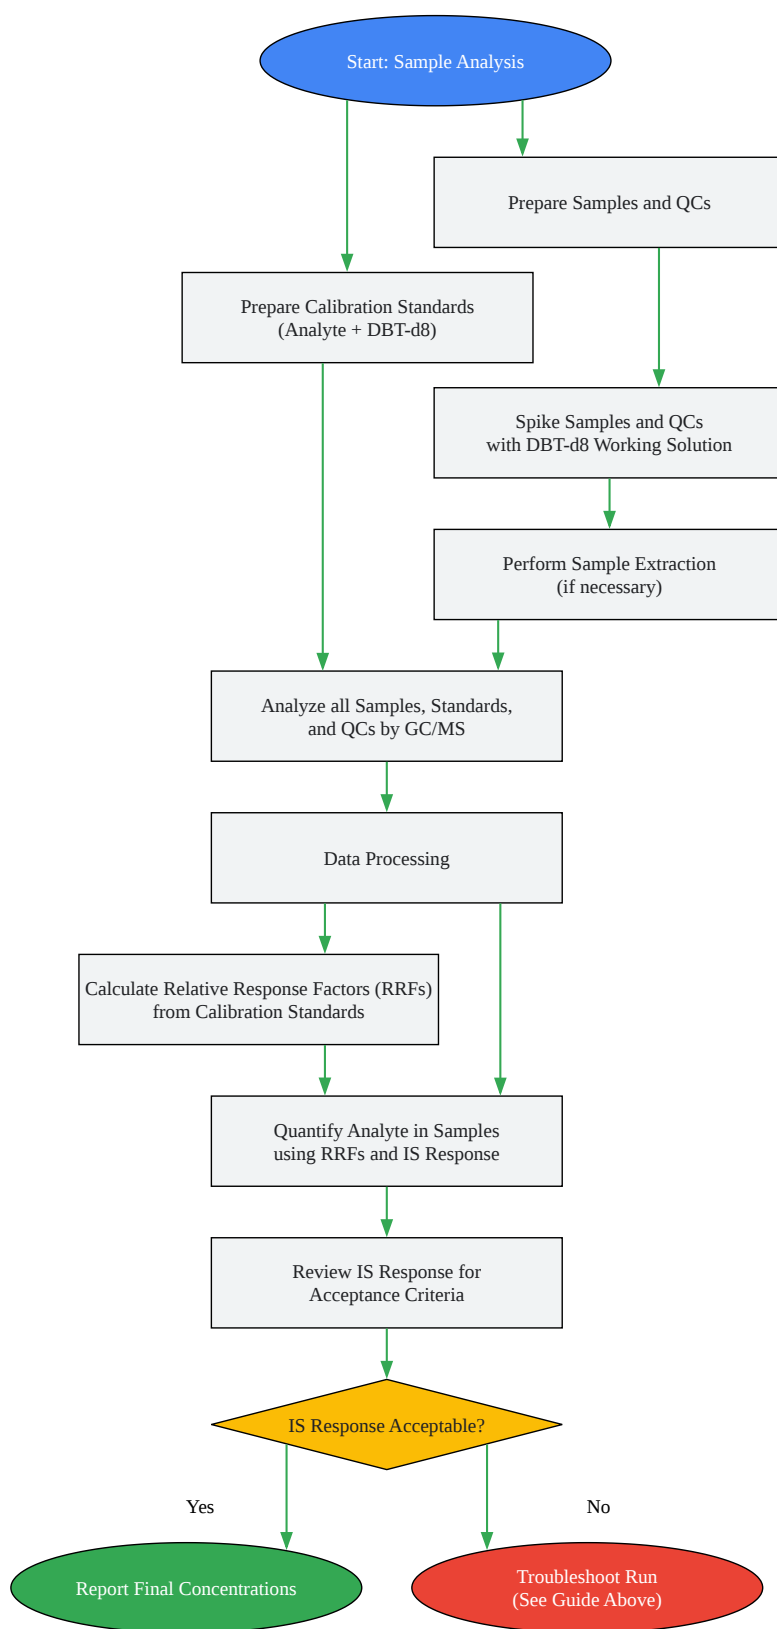 Start: Sample Analysis
Prepare Samples and QCs
Prepare Calibration Standards
(Analyte + DBT-d8)
Spike Samples and QCs
with DBT-d8 Working Solution
Perform Sample Extraction
(if necessary)
Analyze all Samples, Standards,
and QCs by GC/MS
Data Processing
Calculate Relative Response Factors (RRFs)
from Calibration Standards
Quantify Analyte in Samples
using RRFs and IS Response
Review IS Response for
Acceptance Criteria
IS Response Acceptable?
Yes
No
Report Final Concentrations
Troubleshoot Run
(See Guide Above)